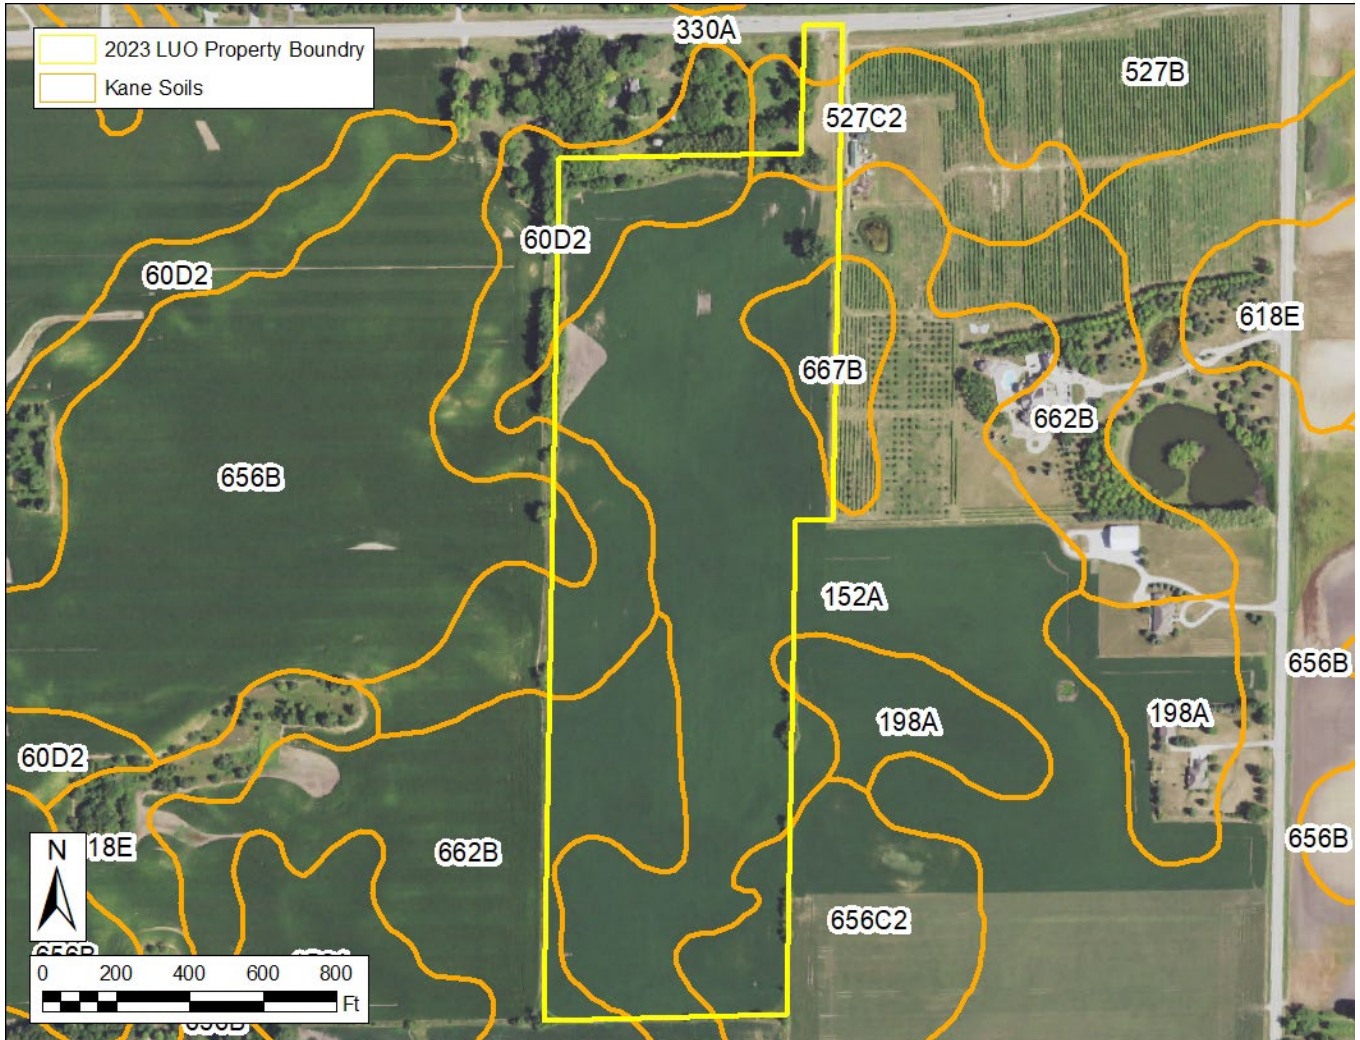 2023 LUO Property Boundry
Kane Soils
330A
527B
527C2
60D2
60D2
618E
667B
662B
656B
152A
656B
198A
198A
60D2
18E
662B
656B
656C2
N
0 200 400 600 800
Ft